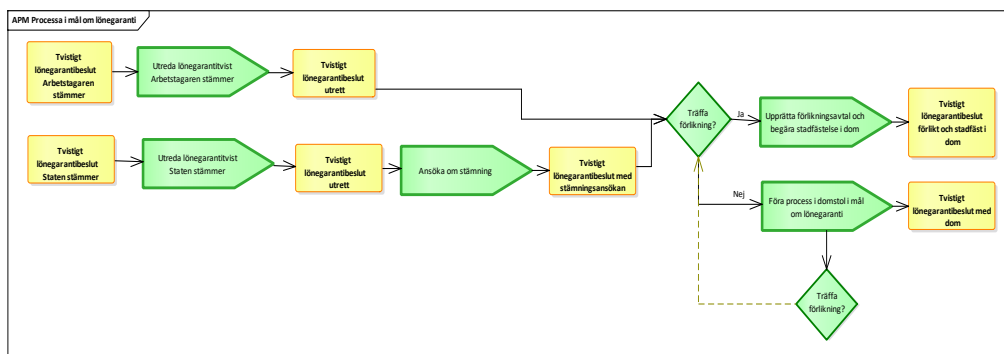 APM Processa i mål om lönegaranti
Tvistigt
lönegarantibeslut
Arbetstagaren
stämmer
Utreda lönegarantitvist
Arbetstagaren stämmer
Tvistigt
lönegarantibeslut
utrett
Träffa
förlikning?
Ja
Upprätta förlikningsavtal och
begära stadfästelse i dom
Tvistigt
lönegarantibeslut
förlikt och stadfäst i
dom
Tvistigt
lönegarantibeslut
Staten stämmer
Utreda lönegarantitvist
Staten stämmer
Tvistigt
lönegarantibeslut
utrett
Ansöka om stämning
Tvistigt
lönegarantibeslut med
stämningsansökan
Nej
Föra process i domstol i mål
om lönegaranti
Tvistigt
lönegarantibeslut med
dom
Träffa
förlikning?